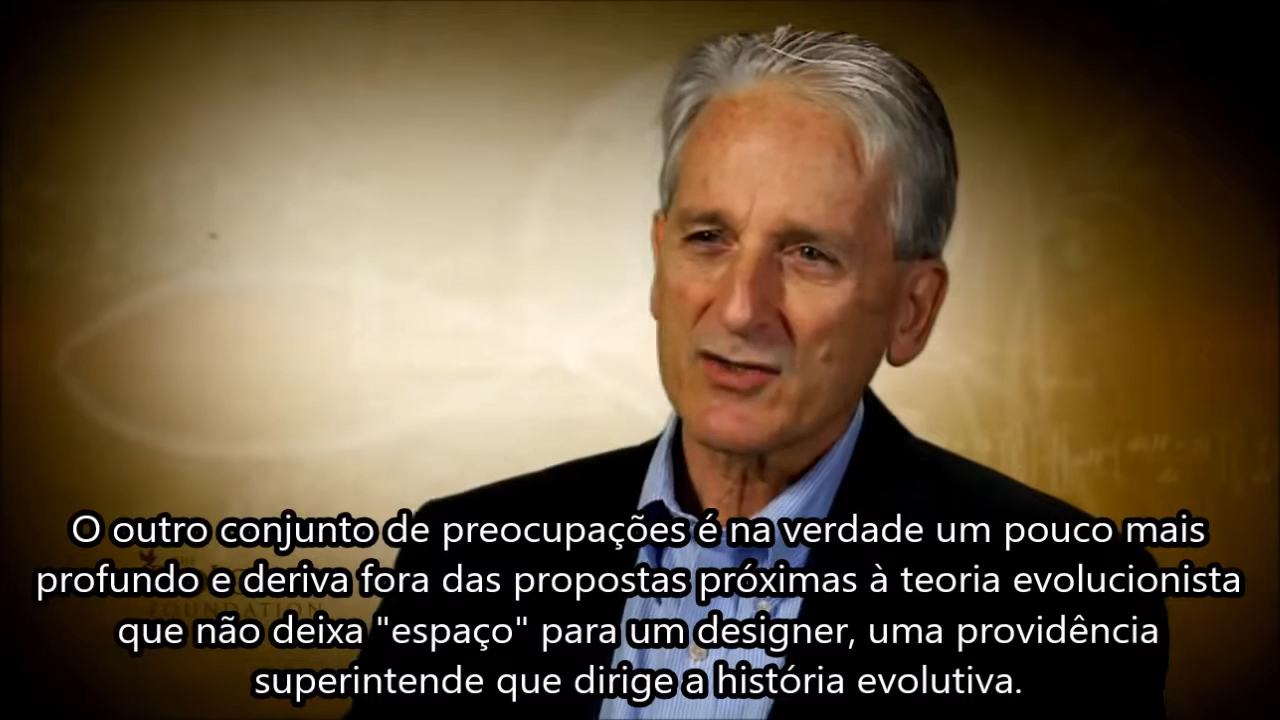 O outro conjunto de preocupações é na verdade um pouco mais
profundo e deriva fora das propostas próximas à teoria evolucionista
que não deixa "espaço" para um designer, uma providência
superintende que dirige a história evolutiva.
FOUNDATION